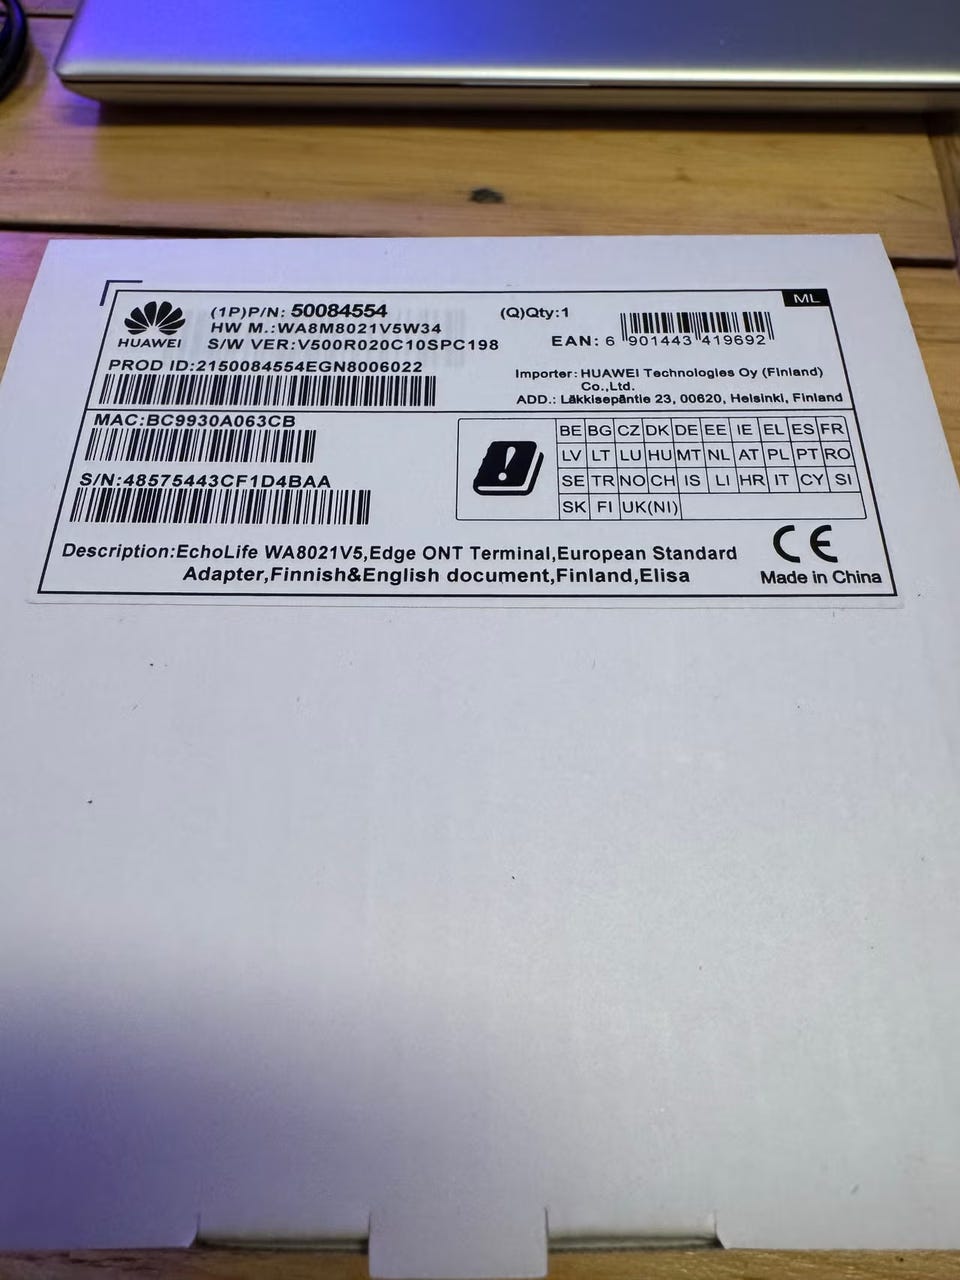 ML
HUAWEI
(1P)P/N: 50084554
HW M.:WA8M8021V5W34
S/W VER:V500R020C10SPC198
(Q)Qty:1
EAN: 6 901443 419692
PROD ID:2150084554EGN8006022
Importer: HUAWEI Technologies Oy (Finland)
Co.,Ltd.
ADD.: Läkkisepäntie 23, 00620, Helsinki, Finland
MAC:BC9930A063CB
S/N:48575443CF1D4BAA
BE BG CZ DK DE EE IE EL ES FR
LV LT LU HU MT NL AT PL PT RO
SE TR NO CH IS LI HR IT CY SI
SK FI UK(NI)
Description:EchoLife WA8021V5,Edge ONT Terminal,European Standard
Adapter,Finnish&English document,Finland,Elisa
CE
Made in China